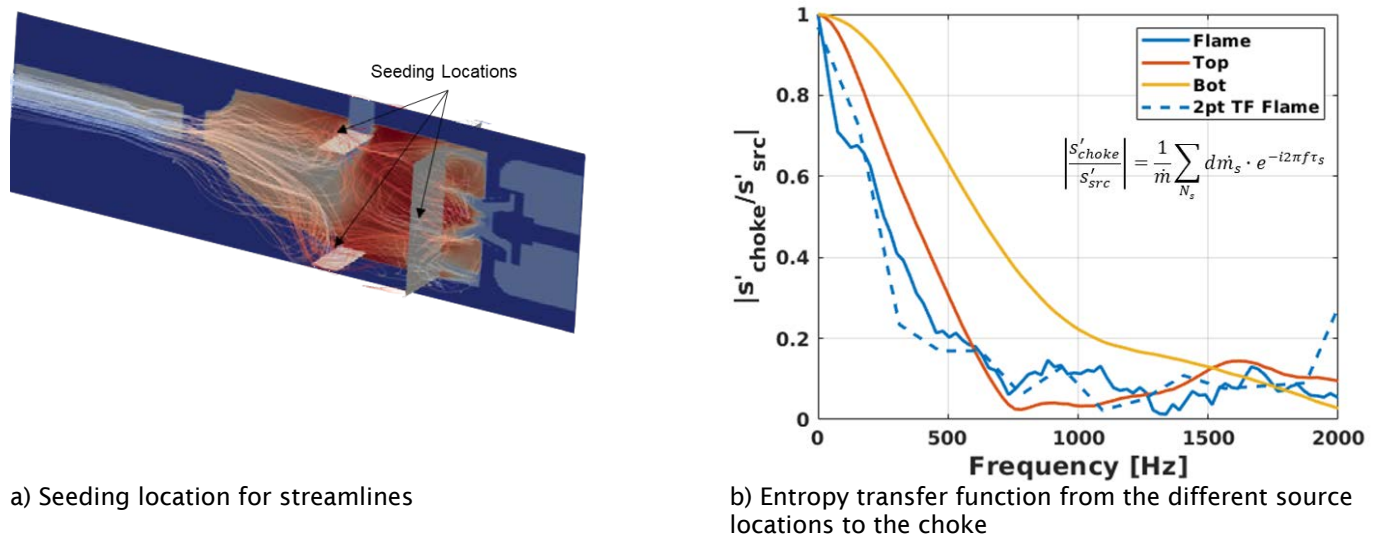 Seeding Locations
a) Seeding location for streamlines
|s'choke/s'src|
1
0.8
0.6
0.4
0.2
0
0
500
1000
1500
2000
Frequency [Hz]
Flame
Top
Bot
2pt TF Flame
|s'choke/s'src| = 1/ṁ ∑Ns dṁs · e^−i2πfτs
b) Entropy transfer function from the different source
locations to the choke